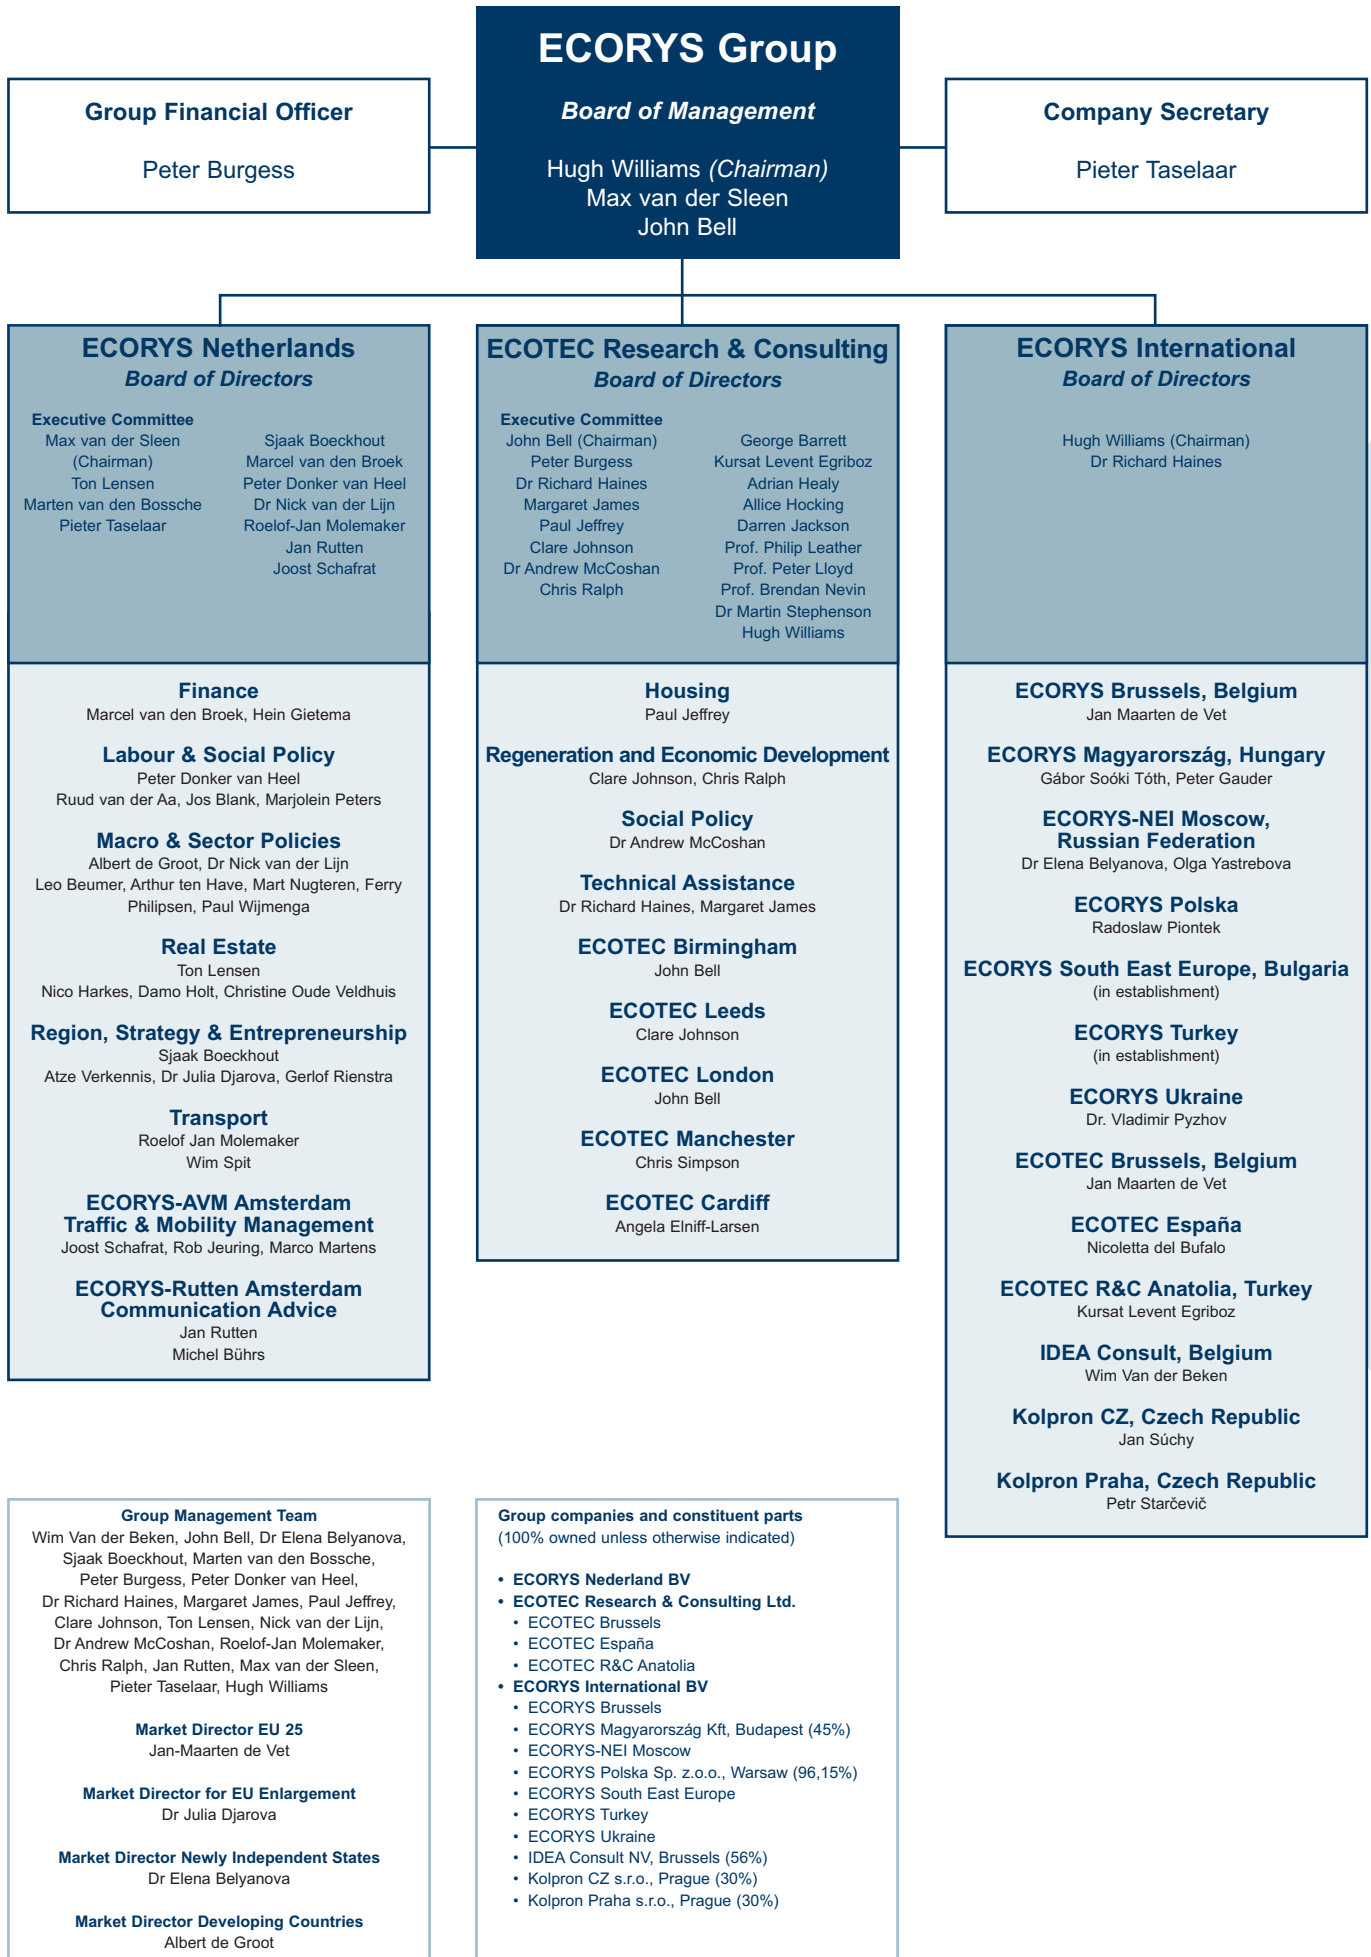 ECORYS Group
Board of Management
Hugh Williams (Chairman)
Max van der Sleen
John Bell
Group Financial Officer
Peter Burgess
Company Secretary
Pieter Taselaar
ECORYS Netherlands
Board of Directors
Executive Committee
Max van der Sleen
(Chairman)
Ton Lensen
Marten van den Bossche
Pieter Taselaar
Sjaak Boeckhout
Marcel van den Broek
Peter Donker van Heel
Dr Nick van der Lijn
Roelof-Jan Molemaker
Jan Rutten
Joost Schafrat
Finance
Marcel van den Broek, Hein Gietema
Labour & Social Policy
Peter Donker van Heel
Ruud van der Aa, Jos Blank, Marjolein Peters
Macro & Sector Policies
Albert de Groot, Dr Nick van der Lijn
Leo Beumer, Arthur ten Have, Mart Nugteren, Ferry
Philipsen, Paul Wijmenga
Real Estate
Ton Lensen
Nico Harkes, Damo Holt, Christine Oude Veldhuis
Region, Strategy & Entrepreneurship
Sjaak Boeckhout
Atze Verkennis, Dr Julia Djarova, Gerlof Rienstra
Transport
Roelof Jan Molemaker
Wim Spit
ECORYS-AVM Amsterdam
Traffic & Mobility Management
Joost Schafrat, Rob Jeuring, Marco Martens
ECORYS-Rutten Amsterdam
Communication Advice
Jan Rutten
Michel Bührs
ECOTEC Research & Consulting
Board of Directors
Executive Committee
John Bell (Chairman)
Peter Burgess
Dr Richard Haines
Margaret James
Paul Jeffrey
Clare Johnson
Dr Andrew McCoshan
Chris Ralph
George Barrett
Kursat Levent Egriboz
Adrian Healy
Allice Hocking
Darren Jackson
Prof. Philip Leather
Prof. Peter Lloyd
Prof. Brendan Nevin
Dr Martin Stephenson
Hugh Williams
Housing
Paul Jeffrey
Regeneration and Economic Development
Clare Johnson, Chris Ralph
Social Policy
Dr Andrew McCoshan
Technical Assistance
Dr Richard Haines, Margaret James
ECOTEC Birmingham
John Bell
ECOTEC Leeds
Clare Johnson
ECOTEC London
John Bell
ECOTEC Manchester
Chris Simpson
ECOTEC Cardiff
Angela Elniff-Larsen
ECORYS International
Board of Directors
Hugh Williams (Chairman)
Dr Richard Haines
ECORYS Brussels, Belgium
Jan Maarten de Vet
ECORYS Magyarország, Hungary
Gábor Soóki Tóth, Peter Gauder
ECORYS-NEI Moscow,
Russian Federation
Dr Elena Belyanova, Olga Yastrebova
ECORYS Polska
Radoslaw Piontek
ECORYS South East Europe, Bulgaria
(in establishment)
ECORYS Turkey
(in establishment)
ECORYS Ukraine
Dr. Vladimir Pyzhov
ECOTEC Brussels, Belgium
Jan Maarten de Vet
ECOTEC España
Nicoletta del Bufalo
ECOTEC R&C Anatolia, Turkey
Kursat Levent Egriboz
IDEA Consult, Belgium
Wim Van der Beken
Kolpron CZ, Czech Republic
Jan Súchy
Kolpron Praha, Czech Republic
Petr Starčevič
Group Management Team
Wim Van der Beken, John Bell, Dr Elena Belyanova,
Sjaak Boeckhout, Marten van den Bossche,
Peter Burgess, Peter Donker van Heel,
Dr Richard Haines, Margaret James, Paul Jeffrey,
Clare Johnson, Ton Lensen, Nick van der Lijn,
Dr Andrew McCoshan, Roelof-Jan Molemaker,
Chris Ralph, Jan Rutten, Max van der Sleen,
Pieter Taselaar, Hugh Williams
Market Director EU 25
Jan-Maarten de Vet
Market Director for EU Enlargement
Dr Julia Djarova
Market Director Newly Independent States
Dr Elena Belyanova
Market Director Developing Countries
Albert de Groot
Group companies and constituent parts
(100% owned unless otherwise indicated)
• ECORYS Nederland BV
• ECOTEC Research & Consulting Ltd.
• ECOTEC Brussels
• ECOTEC España
• ECOTEC R&C Anatolia
• ECORYS International BV
• ECORYS Brussels
• ECORYS Magyarország Kft, Budapest (45%)
• ECORYS-NEI Moscow
• ECORYS Polska Sp. z.o.o., Warsaw (96,15%)
• ECORYS South East Europe
• ECORYS Turkey
• ECORYS Ukraine
• IDEA Consult NV, Brussels (56%)
• Kolpron CZ s.r.o., Prague (30%)
• Kolpron Praha s.r.o., Prague (30%)